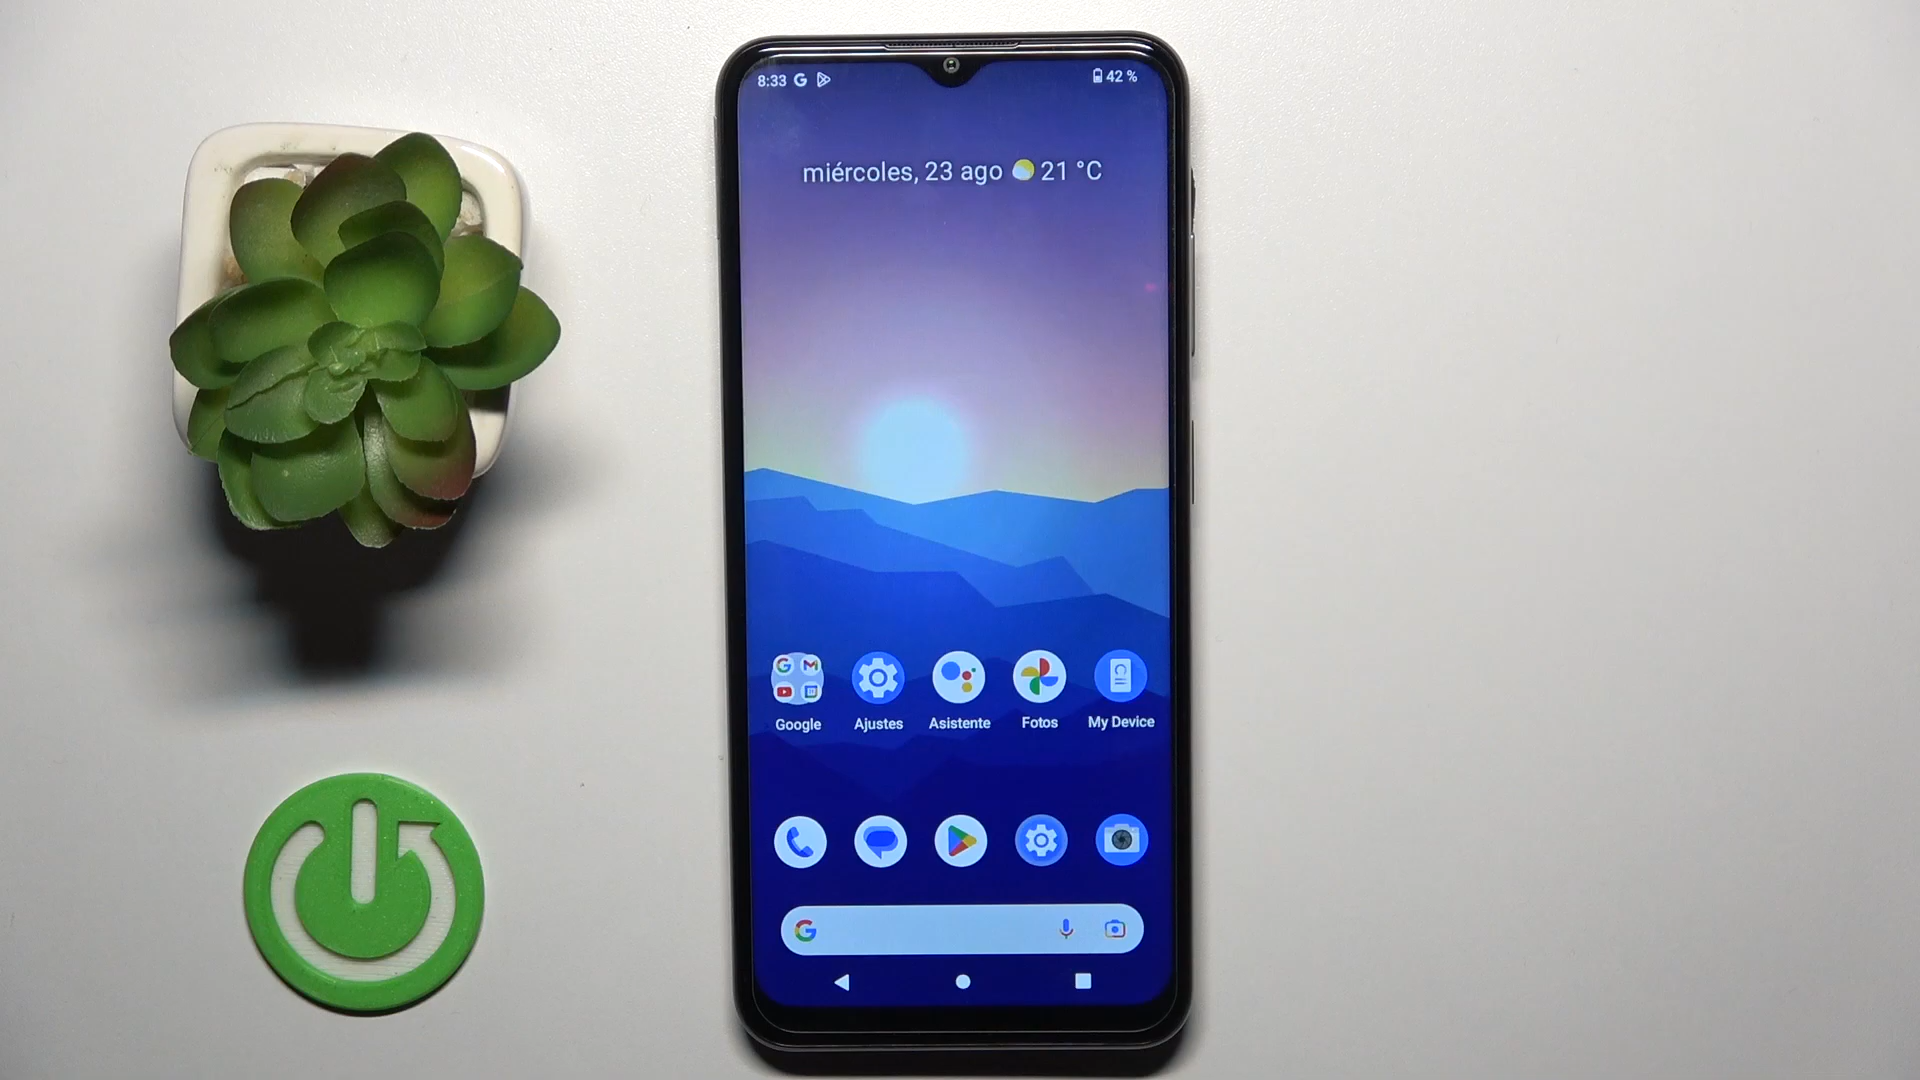 8:33
42 %
miércoles, 23 ago 21 °C
Google Ajustes Asistente Fotos My Device